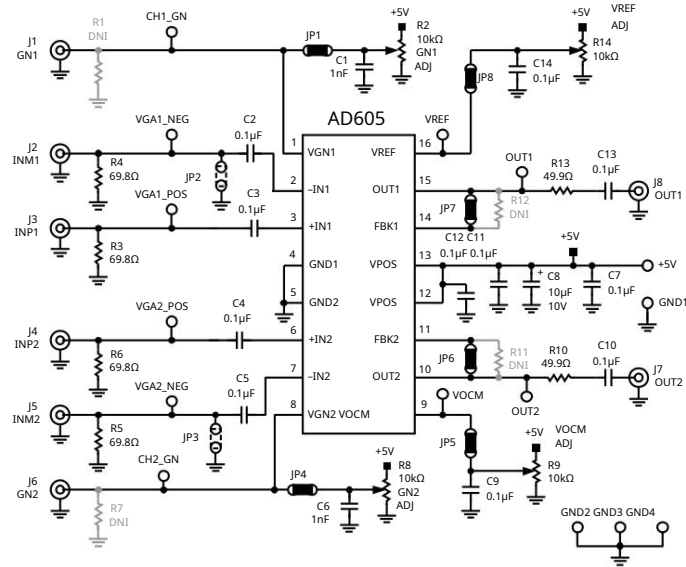 J1
GN1
R1
DNI
CH1_GN
JP1
C1
1nF
+5V
R2
10kΩ
GN1
ADJ
+5V
VREF
ADJ
R14
10kΩ
JP8
C14
0.1µF
AD605
VREF
J2
INM1
R4
69.8Ω
VGA1_NEG
JP2
C2
0.1µF
1
VGN1
VREF
16
2
–IN1
OUT1
15
OUT1
R13
49.9Ω
C13
0.1µF
J8
OUT1
J3
INP1
R3
69.8Ω
VGA1_POS
C3
0.1µF
3
+IN1
FBK1
14
JP7
R12
DNI
4
GND1
VPOS
13
C12 C11
0.1µF 0.1µF
+5V
C8
10µF
10V
+
C7
0.1µF
+5V
GND1
5
GND2
VPOS
12
J4
INP2
R6
69.8Ω
VGA2_POS
C4
0.1µF
6
+IN2
FBK2
11
JP6
R11
DNI
7
–IN2
OUT2
10
OUT2
R10
49.9Ω
C10
0.1µF
J7
OUT2
J5
INM2
R5
69.8Ω
VGA2_NEG
JP3
C5
0.1µF
8
VGN2 VOCM
9
VOCM
JP5
C9
0.1µF
+5V
VOCM
ADJ
R9
10kΩ
J6
GN2
R7
DNI
CH2_GN
JP4
C6
1nF
+5V
R8
10kΩ
GN2
ADJ
GND2 GND3 GND4